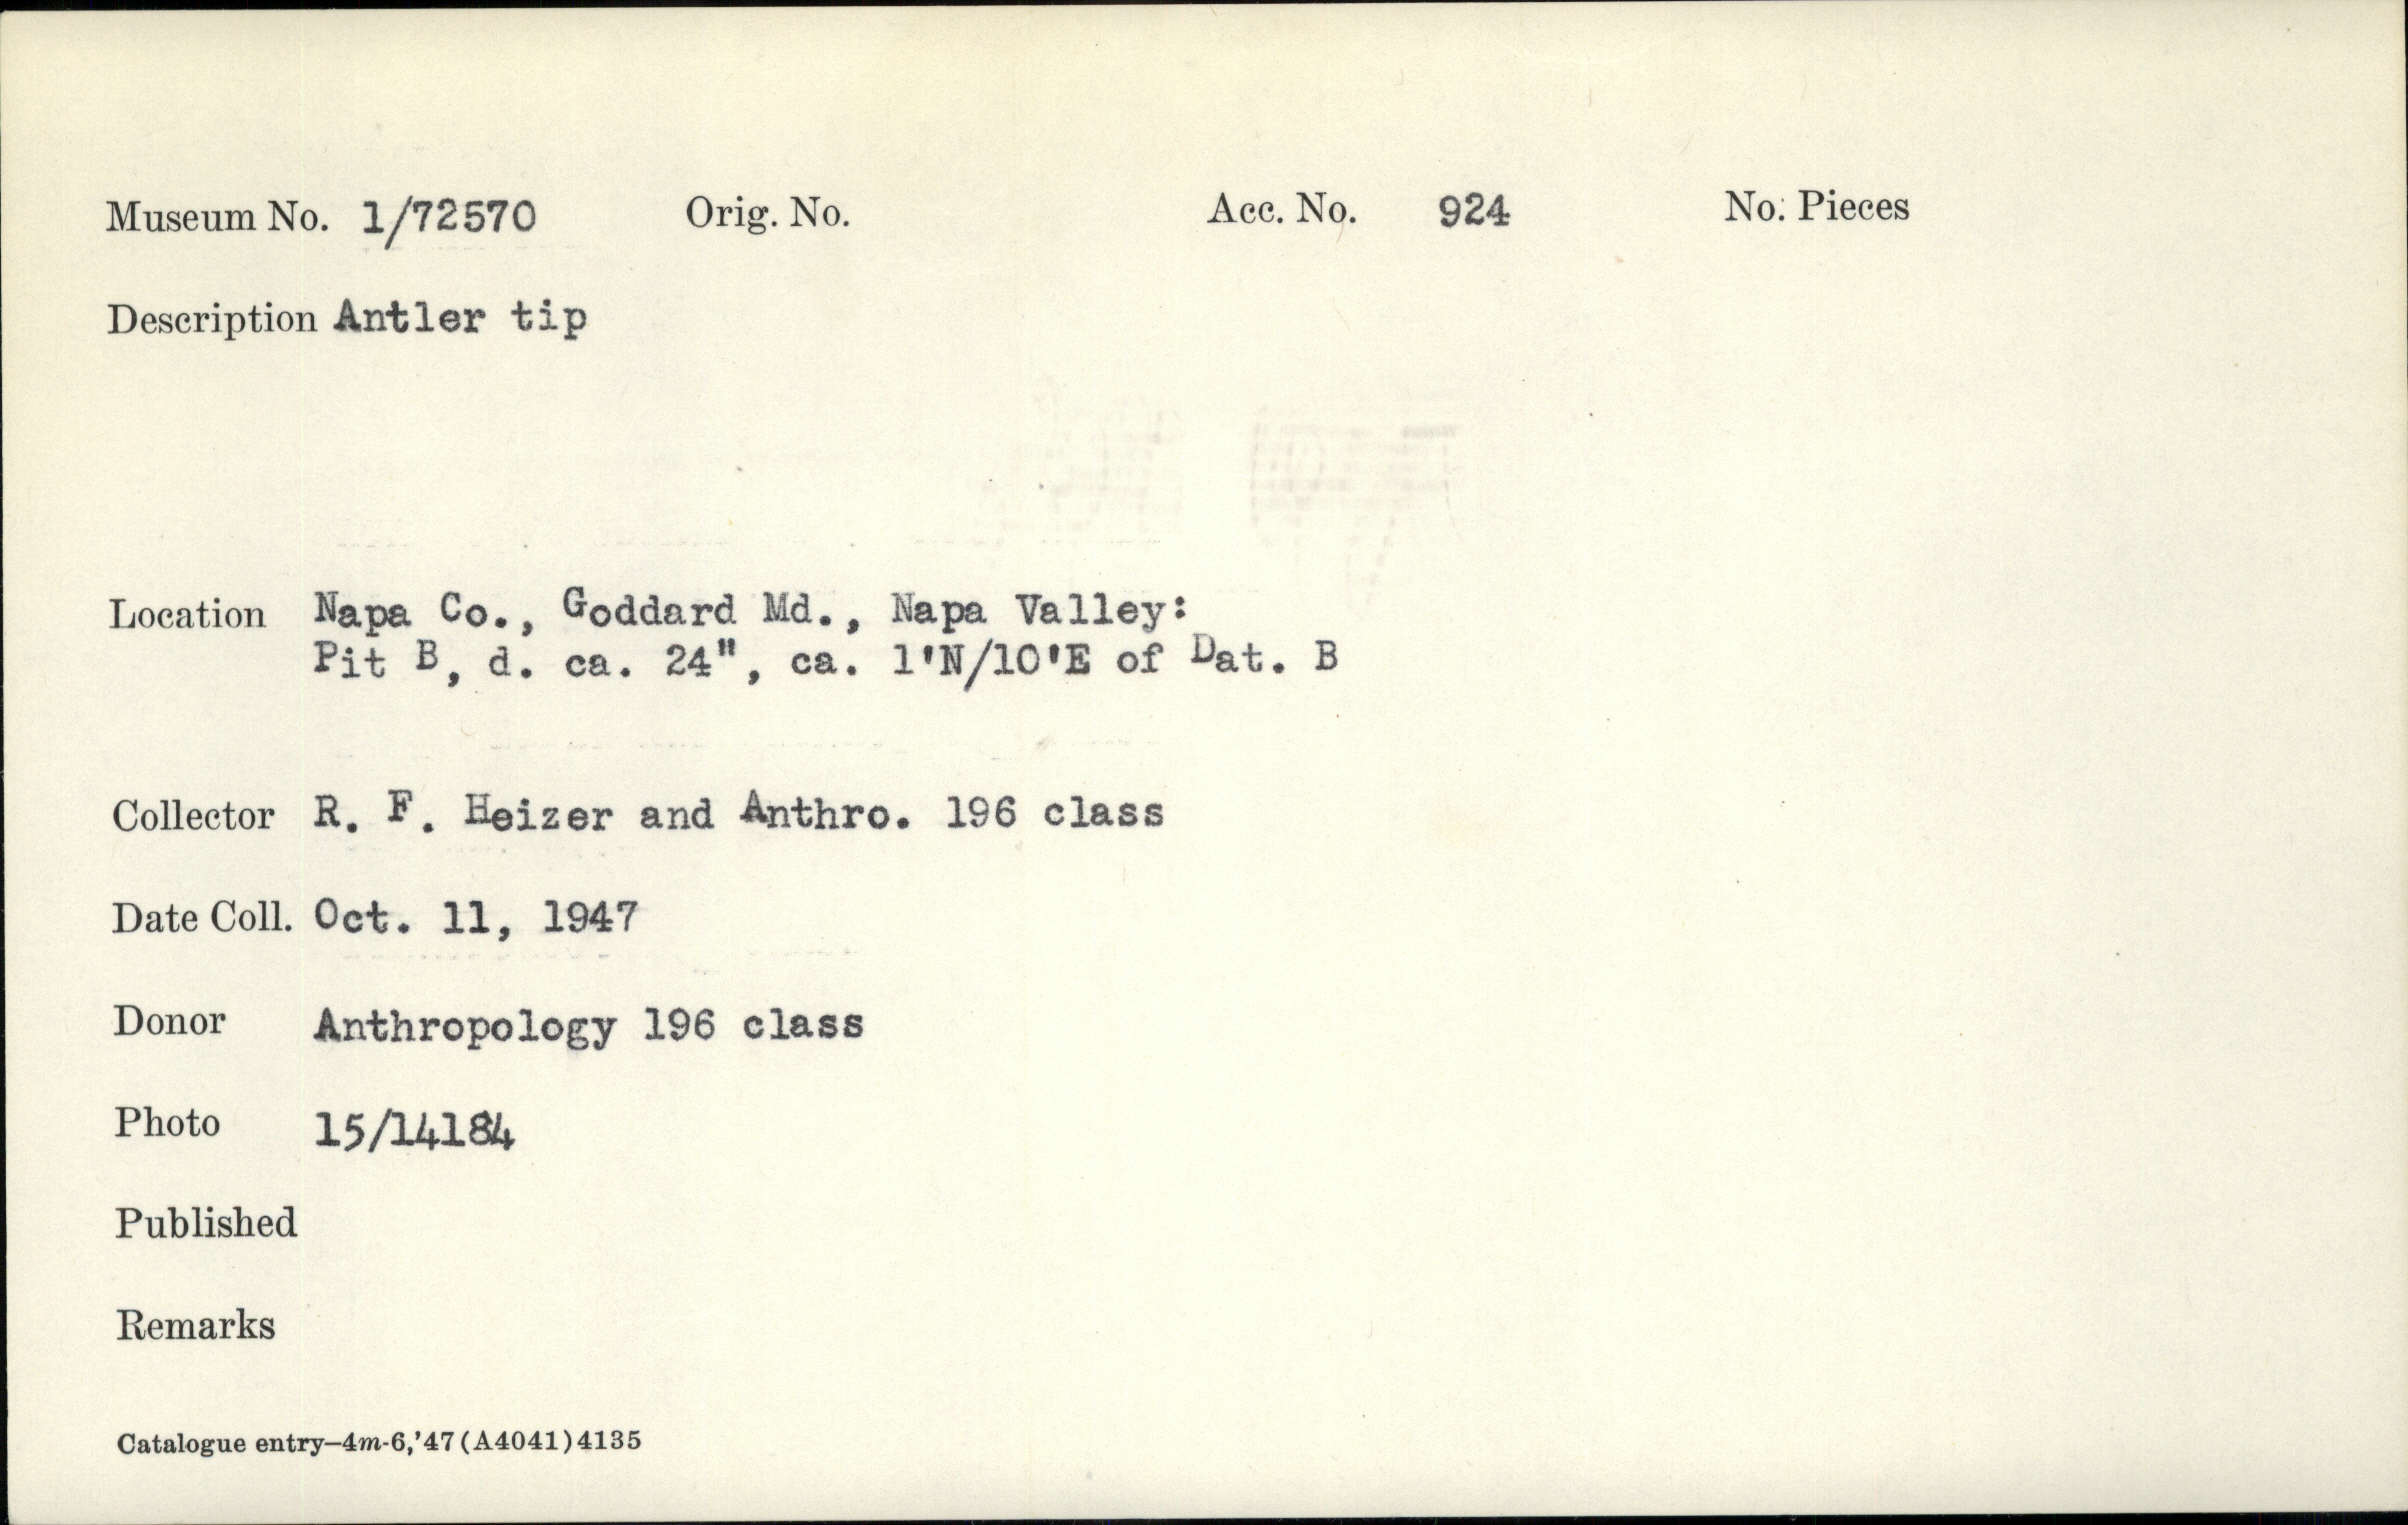 Museum No. 1/72570 Orig. No. Acc. No. 924 No. Pieces
Description Antler tip
Location Napa Co., Goddard Md., Napa Valley:
Pit B, d. ca. 24", ca. 1'N/10'E of Dat. B
Collector R. F. Heizer and Anthro. 196 class
Date Coll. Oct. 11, 1947
Donor Anthropology 196 class
Photo 15/14184
Published
Remarks
Catalogue entry—4m-6,'47(A4041)4135